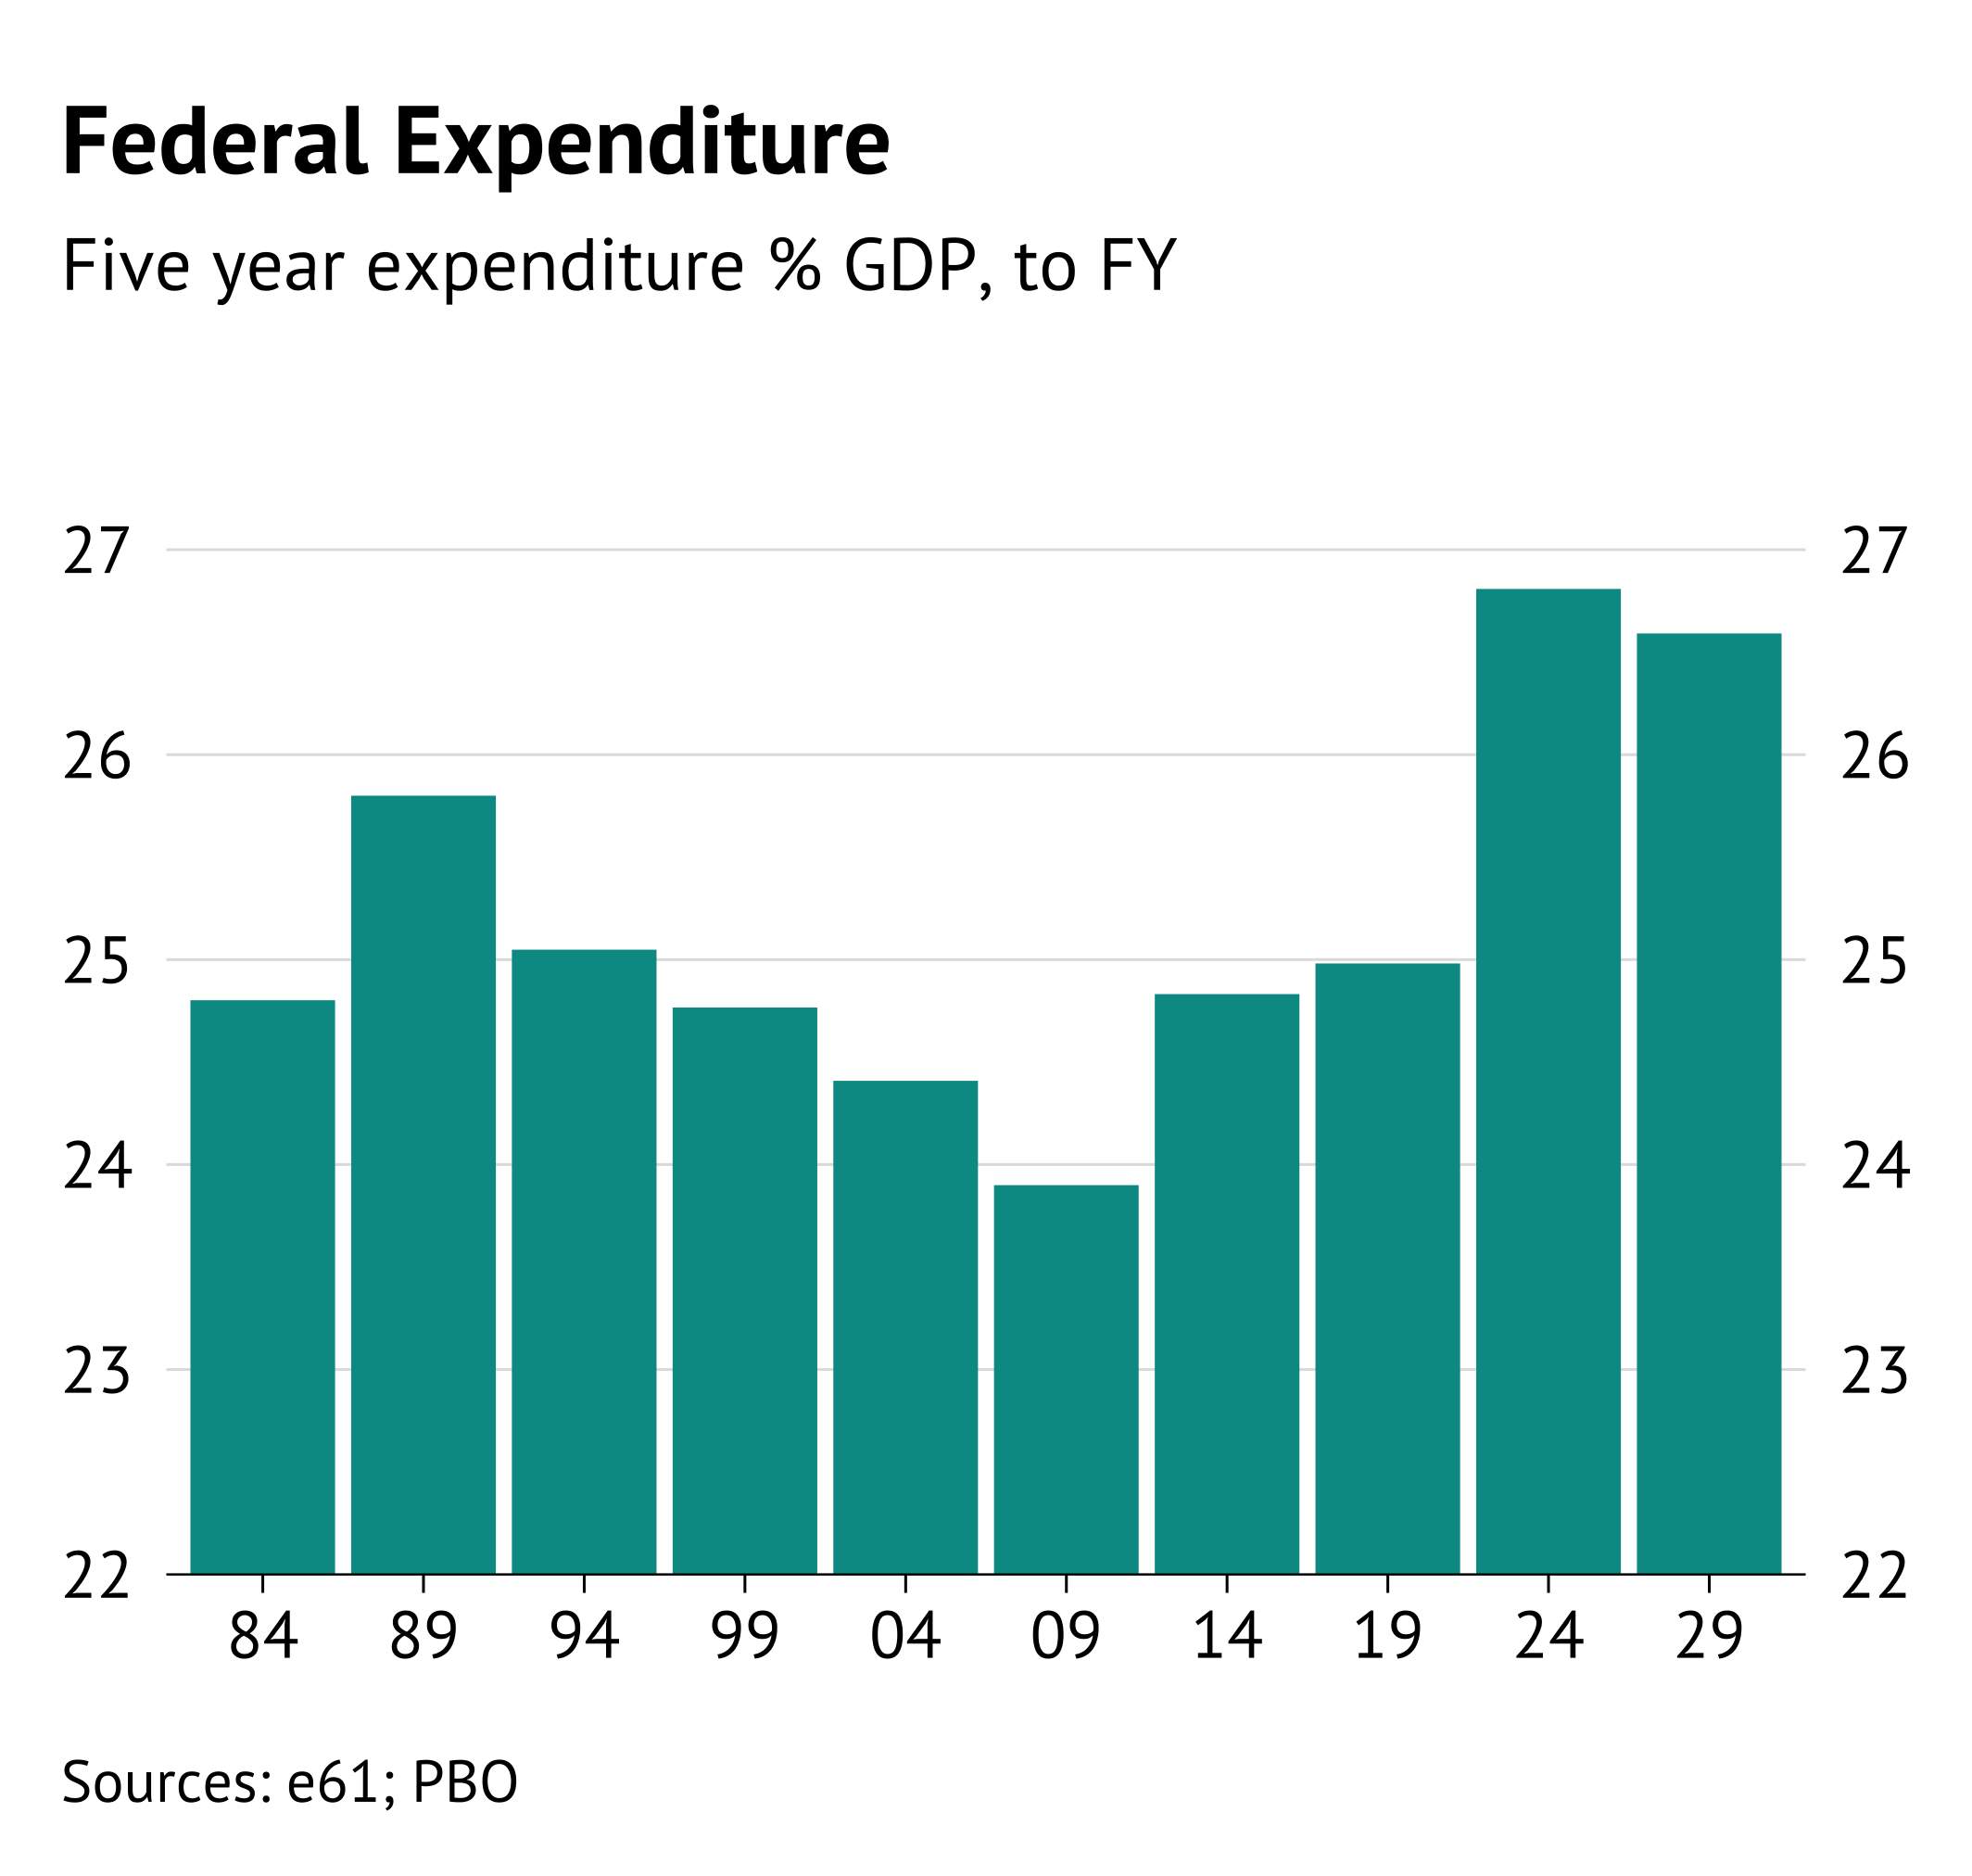 Federal Expenditure
Five year expenditure % GDP, to FY
27 27
26 26
25 25
24 24
23 23
22 22
84 89 94 99 04 09 14 19 24 29
Sources: e61; PBO